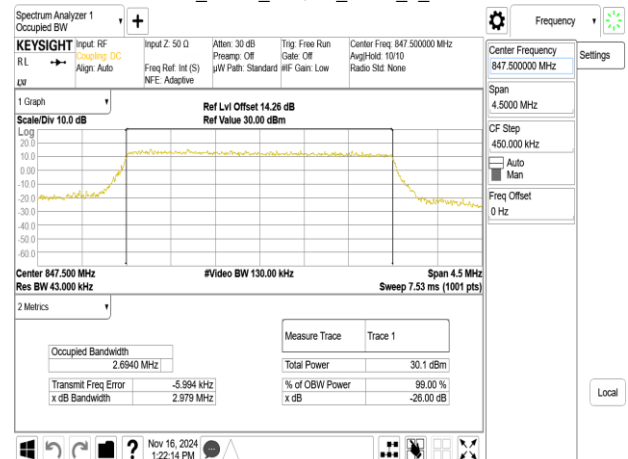 Spectrum Analyzer 1
Occupied BW
Frequency
KEYSIGHT
Input: RF
Input Z: 50 Ω
Atten: 30 dB
Trig: Free Run
Center Freq: 847.500000 MHz
RL
Coupling: DC
Preamp: Off
Gate: Off
Avg|Hold: 10/10
Align: Auto
Freq Ref: Int (S)
µW Path: Standard
#IF Gain: Low
Radio Std: None
NFE: Adaptive
Center Frequency
847.500000 MHz
Settings
Span
4.5000 MHz
CF Step
450.000 kHz
Auto
Man
Freq Offset
0 Hz
1 Graph
Ref Lvl Offset 14.26 dB
Scale/Div 10.0 dB
Ref Value 30.00 dBm
Log
20.0
10.0
0.00
-10.0
-20.0
-30.0
-40.0
-50.0
-60.0
Center 847.500 MHz
#Video BW 130.00 kHz
Span 4.5 MHz
Res BW 43.000 kHz
Sweep 7.53 ms (1001 pts)
2 Metrics
Measure Trace
Trace 1
Occupied Bandwidth
2.6940 MHz
Total Power
30.1 dBm
Transmit Freq Error
-5.994 kHz
% of OBW Power
99.00 %
x dB Bandwidth
2.979 MHz
x dB
-26.00 dB
Local
?
Nov 16, 2024
1:22:14 PM